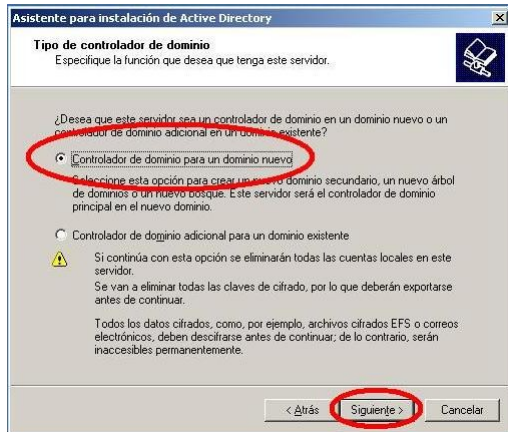 Asistente para instalación de Active Directory
Tipo de controlador de dominio
Especifique la función que desea que tenga este servidor.
¿Desea que este servidor sea un controlador de dominio en un dominio nuevo o un
controlador de dominio adicional en un dominio existente?
Controlador de dominio para un dominio nuevo
Seleccione esta opción para crear un nuevo dominio secundario, un nuevo árbol
de dominios o un nuevo bosque. Este servidor será el controlador de dominio
principal en el nuevo dominio.
Controlador de dominio adicional para un dominio existente
Si continúa con esta opción se eliminarán todas las cuentas locales en este
servidor.
Se van a eliminar todas las claves de cifrado, por lo que deberán exportarse
antes de continuar.
Todos los datos cifrados, como, por ejemplo, archivos cifrados EFS o correos
electrónicos, deben descifrarse antes de continuar; de lo contrario, serán
inaccesibles permanentemente.
< Atrás Siguiente > Cancelar